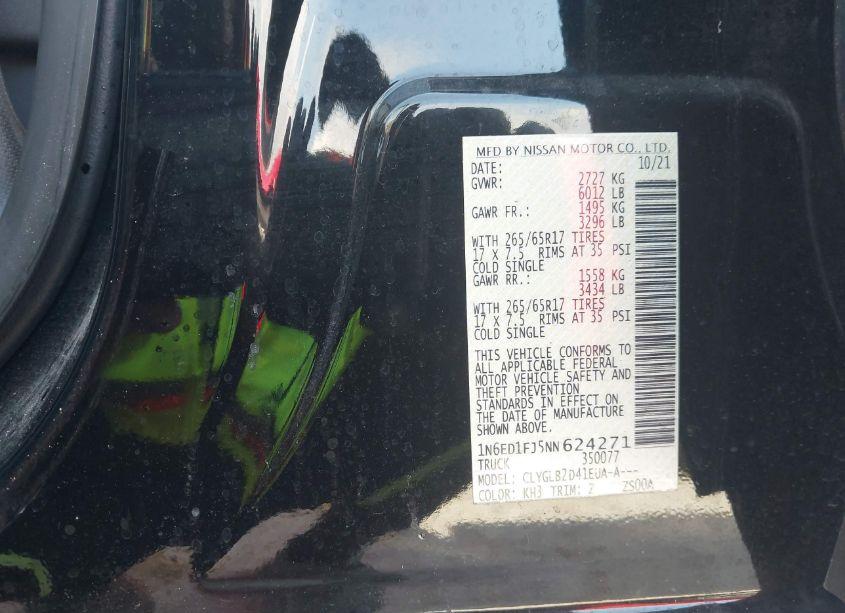 MFD BY NISSAN MOTOR CO., LTD.
DATE: 10/21
GVWR: 2727 KG
6012 LB
GAWR FR.: 1495 KG
3296 LB
WITH 265/65R17 TIRES
17 X 7.5 RIMS AT 35 PSI
COLD SINGLE
GAWR RR.: 1558 KG
3434 LB
WITH 265/65R17 TIRES
17 X 7.5 RIMS AT 35 PSI
COLD SINGLE
THIS VEHICLE CONFORMS TO
ALL APPLICABLE FEDERAL
MOTOR VEHICLE SAFETY AND
THEFT PREVENTION
STANDARDS IN EFFECT ON
THE DATE OF MANUFACTURE
SHOWN ABOVE.
1N6ED1FJ5NN624271
TRUCK 350077
MODEL: CLYGLB2D41EUA-A---
COLOR: KH3 TRIM: Z ZS00A